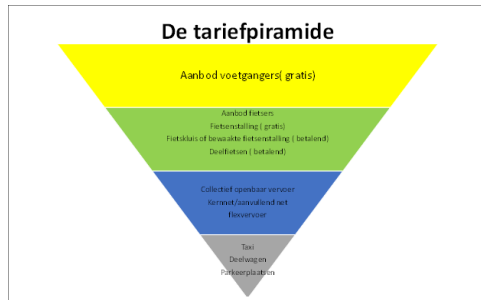 De tariefpiramide
Aanbod voetgangers( gratis)
Aanbod fietsers
Fietsenstalling ( gratis)
Fietskluis of bewaakte fietsenstalling ( betalend)
Deelfietsen ( betalend)
Collectief openbaar vervoer
Kernnet/aanvullend net
flexvervoer
Taxi
Deelwagen
Parkeerplaatsen